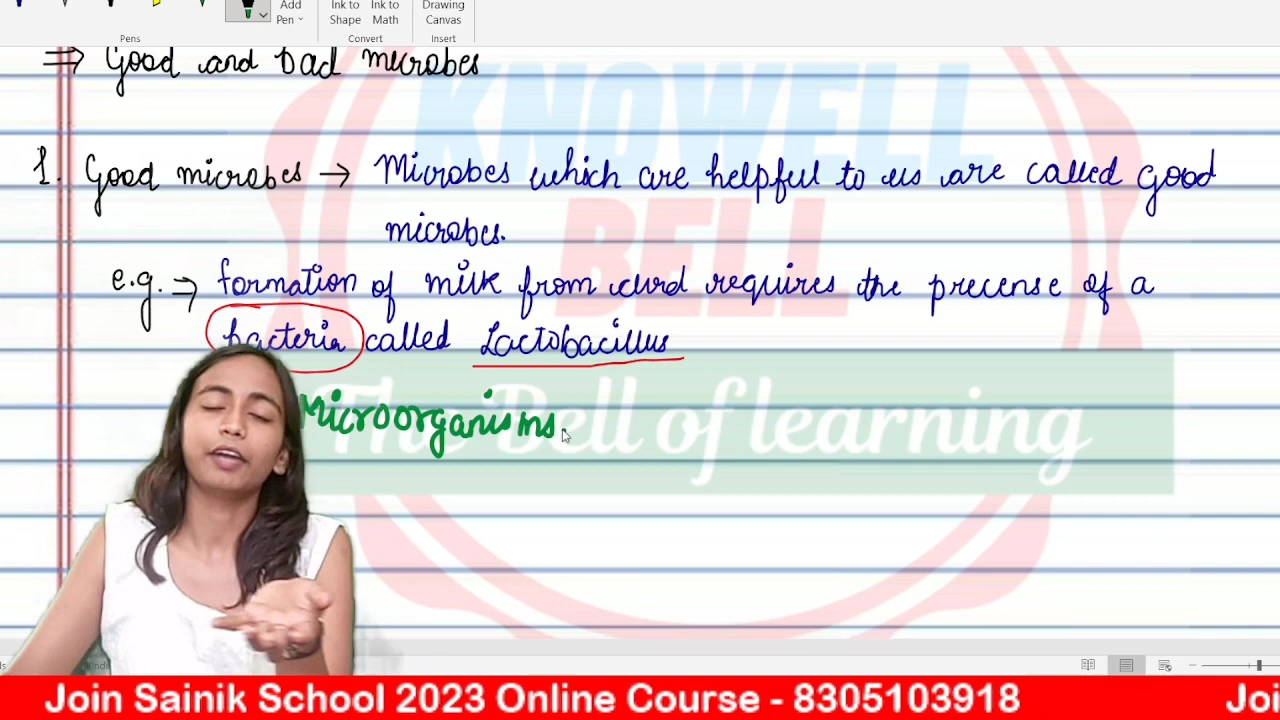 Add
Pen
Ink to
Shape
Ink to
Math
Drawing
Canvas
Pens
Convert
Insert
⇒ Good and bad microbes
KNOWELL
BELL
1. Good microbes → Microbes which are helpful to us are called good
microbes.
e.g. ⇒ formation of milk from curd requires the precense of a
bacteria called Lactobacillus
Microorganisms.
The Bell of learning
Join Sainik School 2023 Online Course - 8305103918
Joi